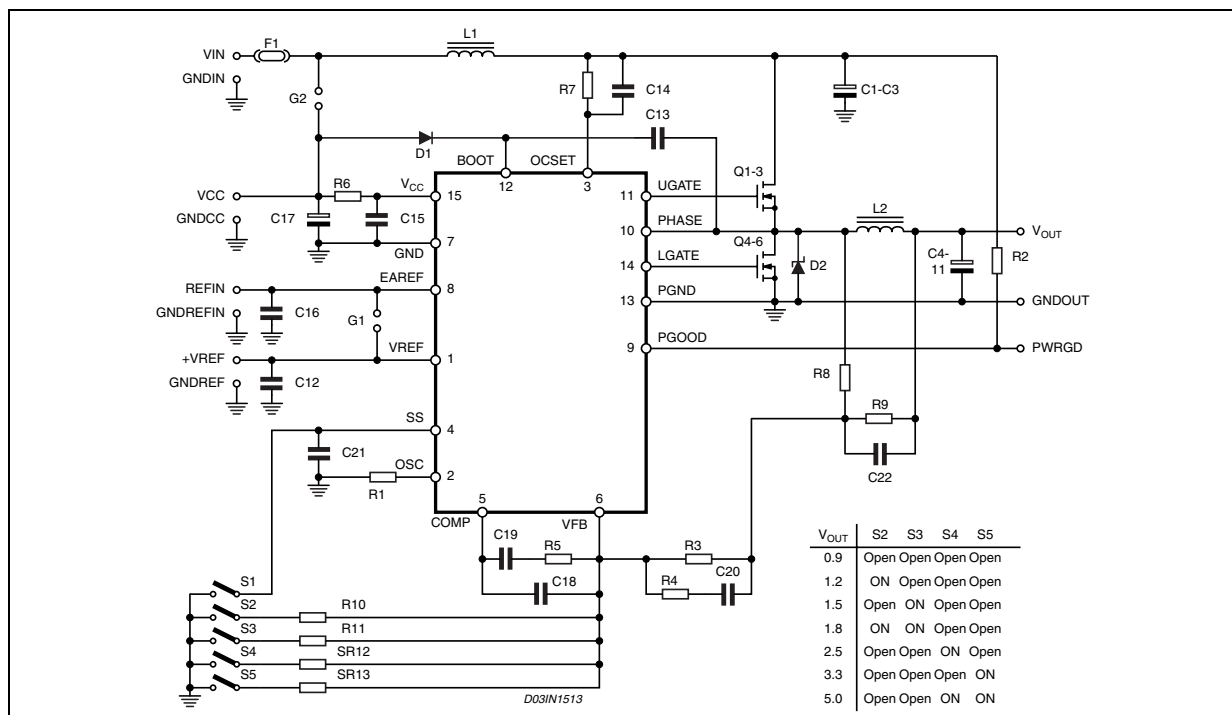 F1
L1
VIN
GNDIN
G2
R7
C14
C1-C3
C13
D1
BOOT
OCSET
12
3
Q1-3
VCC
R6
VCC
15
11
UGATE
GNDCC
C17
C15
L2
10
PHASE
VOUT
7
GND
Q4-6
C4-
11
R2
14
LGATE
D2
EAREF
REFIN
8
13
PGND
GNDOUT
GNDREFIN
C16
G1
VREF
9
PGOOD
PWRGD
+VREF
1
R8
GNDREF
C12
R9
SS
4
C21
OSC
2
C22
R1
5
6
COMP
VFB
C19
R5
R3
C20
C18
R4
S1
S2
R10
S3
R11
S4
SR12
S5
SR13
D03IN1513
VOUT S2 S3 S4 S5
0.9 Open Open Open Open
1.2 ON Open Open Open
1.5 Open ON Open Open
1.8 ON ON Open Open
2.5 Open Open ON Open
3.3 Open Open Open ON
5.0 Open Open ON ON